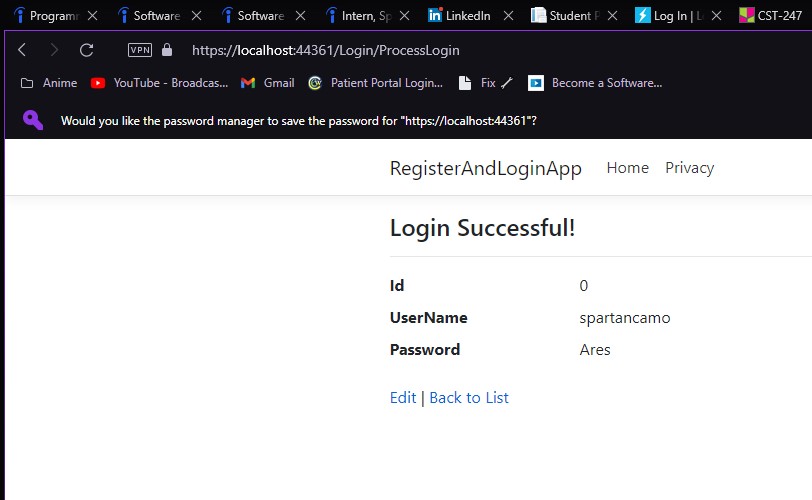 Programm Software Software Intern, Sp LinkedIn Student P Log In | L CST-247
VPN https://localhost:44361/Login/ProcessLogin
Anime YouTube - Broadcas... Gmail Patient Portal Login... Fix Become a Software...
Would you like the password manager to save the password for "https://localhost:44361"?
RegisterAndLoginApp Home Privacy
Login Successful!
Id 0
UserName spartancamo
Password Ares
Edit | Back to List